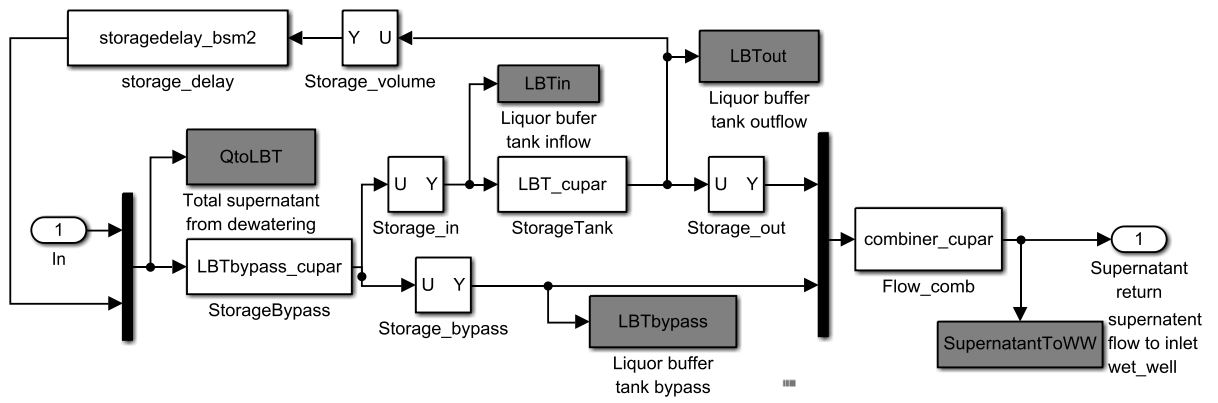 storagedelay_bsm2
storage_delay
Y U
Storage_volume
LBTout
Liquor buffer
tank outflow
LBTin
Liquor bufer
tank inflow
QtoLBT
Total supernatant
from dewatering
U Y
Storage_in
LBT_cupar
StorageTank
U Y
Storage_out
1
In
LBTbypass_cupar
StorageBypass
U Y
Storage_bypass
LBTbypass
Liquor buffer
tank bypass
combiner_cupar
Flow_comb
1
Supernatant
return
SupernatantToWW
supernatent
flow to inlet
wet_well